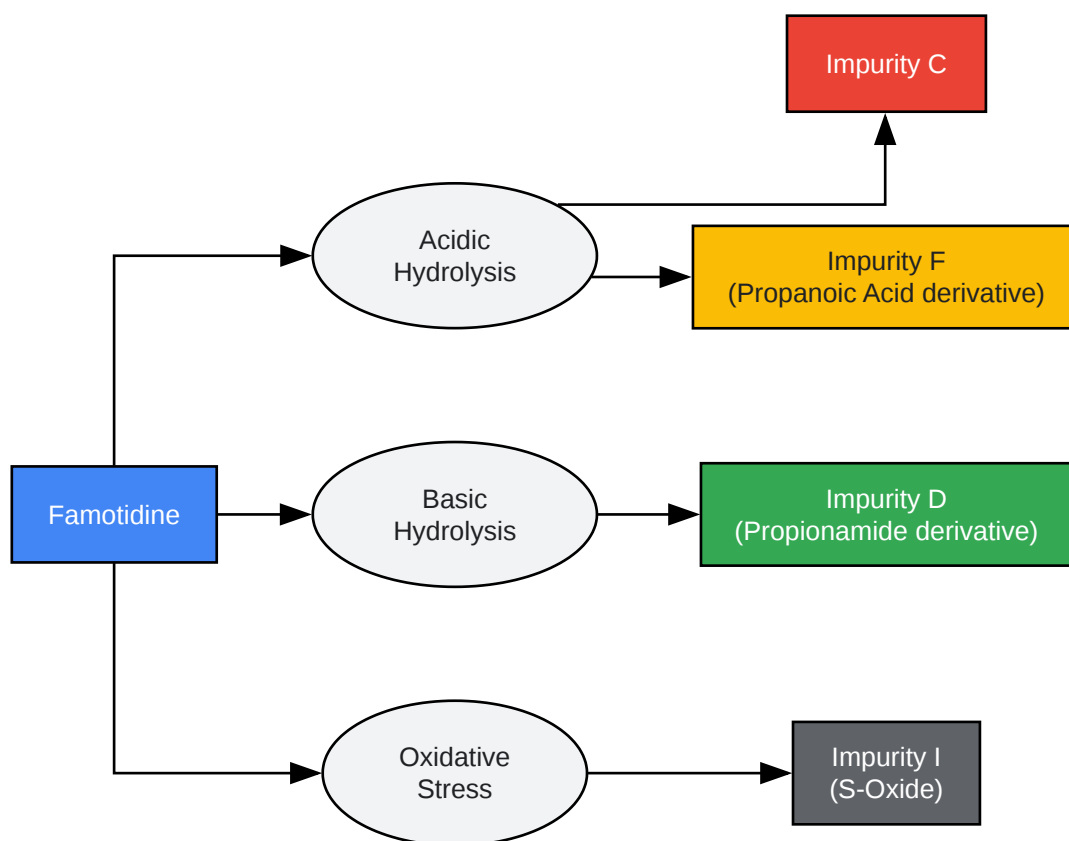 Impurity C
Acidic
Hydrolysis
Impurity F
(Propanoic Acid derivative)
Famotidine
Basic
Hydrolysis
Impurity D
(Propionamide derivative)
Oxidative
Stress
Impurity I
(S-Oxide)